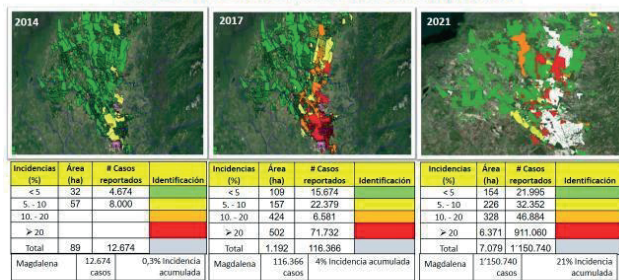 2014
2017
2021
Incidencias (%) Área (ha) # Casos reportados Identificación
< 5 32 4.674
5. - 10 57 8.000
10. - 20
➢ 20
Total 89 12.674
Magdalena 12.674 casos 0,3% Incidencia acumulada
Incidencias (%) Área (ha) # Casos reportados Identificación
< 5 109 15.674
5. - 10 157 22.379
10. - 20 424 6.581
➢ 20 502 71.732
Total 1.192 116.366
Magdalena 116.366 casos 4% Incidencia acumulada
Incidencias (%) Área (ha) # Casos reportados Identificación
< 5 154 21.995
5. - 10 226 32.352
10. - 20 328 46.884
➢ 20 6.371 911.060
Total 7.079 1'150.740
Magdalena 1'150.740 casos 21% Incidencia acumulada